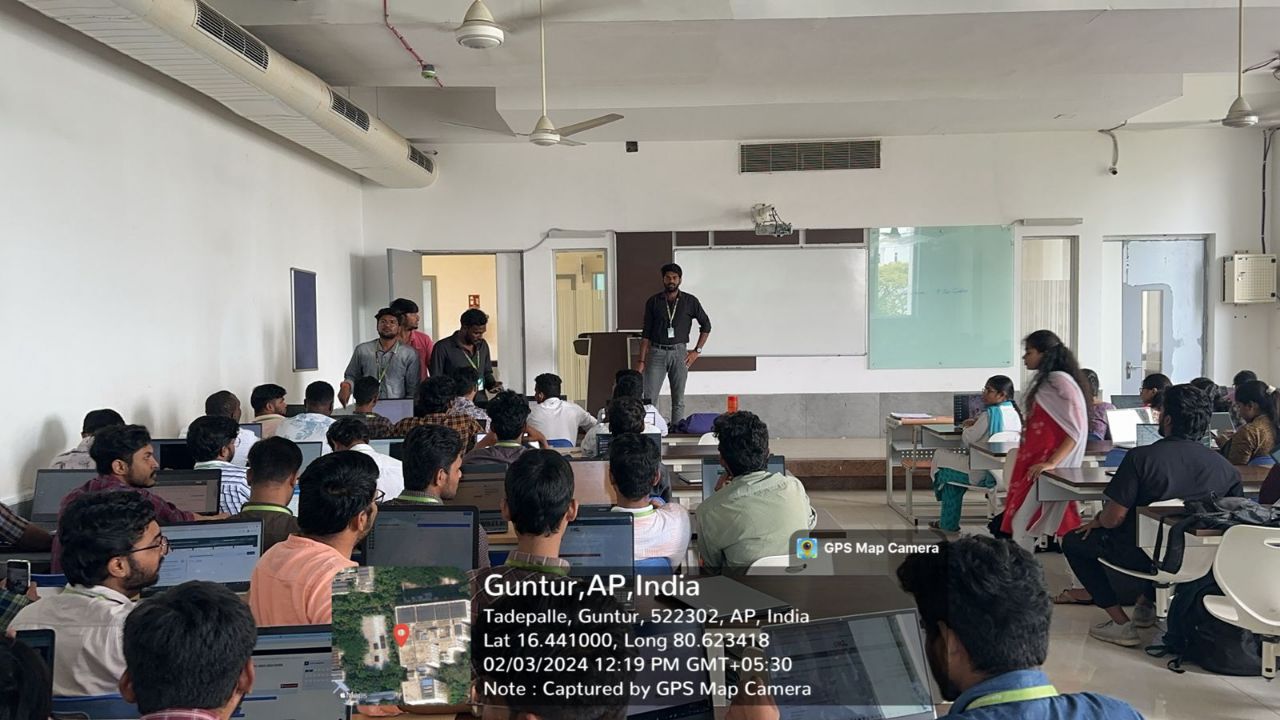 GPS Map Camera
Guntur,AP,India
Tadepalle, Guntur, 522302, AP, India
Lat 16.441000, Long 80.623418
02/03/2024 12:19 PM GMT+05:30
Note : Captured by GPS Map Camera